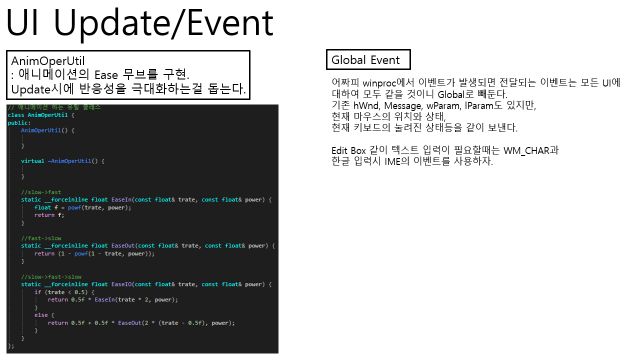 UI Update/Event
AnimOperUtil
: 애니메이션의 Ease 무브를 구현.
Update시에 반응성을 극대화하는걸 돕는다.
// 애니메이션 하는 유틸 클래스
class AnimOperUtil {
public:
AnimOperUtil() {
}
virtual ~AnimOperUtil() {
}
//slow->fast
static __forceinline float EaseIn(const float& trate, const float& power) {
float f = powf(trate, power);
return f;
}
//fast->slow
static __forceinline float EaseOut(const float& trate, const float& power) {
return (1 - powf(1 - trate, power));
}
//slow->fast->slow
static __forceinline float EaseIO(const float& trate, const float& power) {
if (trate < 0.5) {
return 0.5f * EaseIn(trate * 2, power);
}
else {
return 0.5f + 0.5f * EaseOut(2 * (trate - 0.5f), power);
}
}
};
Global Event
어짜피 winproc에서 이벤트가 발생되면 전달되는 이벤트는 모든 UI에
대하여 모두 같을 것이니 Global로 빼둔다.
기존 hWnd, Message, wParam, lParam도 있지만,
현재 마우스의 위치와 상태,
현재 키보드의 눌려진 상태등을 같이 보낸다.
Edit Box 같이 텍스트 입력이 필요할때는 WM_CHAR과
한글 입력시 IME의 이벤트를 사용하자.